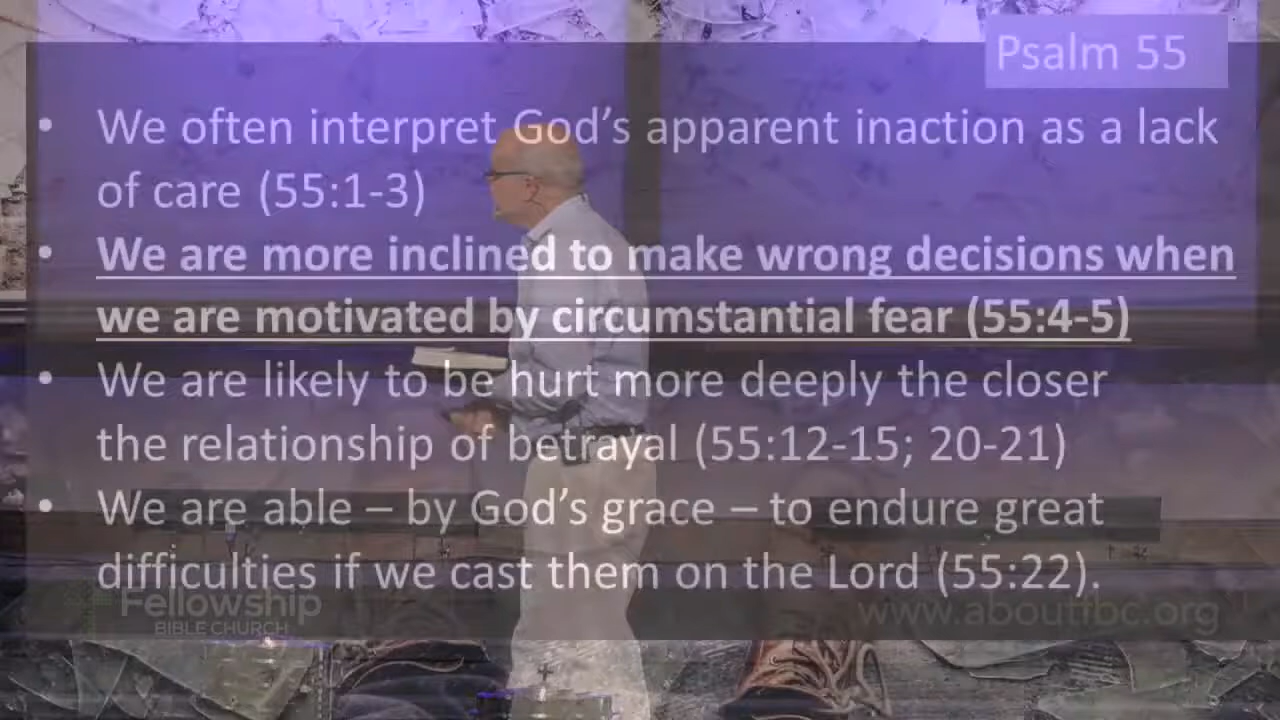 Psalm 55
• We often interpret God's apparent inaction as a lack
of care (55:1-3)
• We are more inclined to make wrong decisions when
we are motivated by circumstantial fear (55:4-5)
• We are likely to be hurt more deeply the closer
the relationship of betrayal (55:12-15; 20-21)
• We are able – by God's grace – to endure great
difficulties if we cast them on the Lord (55:22).
Fellowship
BIBLE CHURCH
www.aboutfbc.org